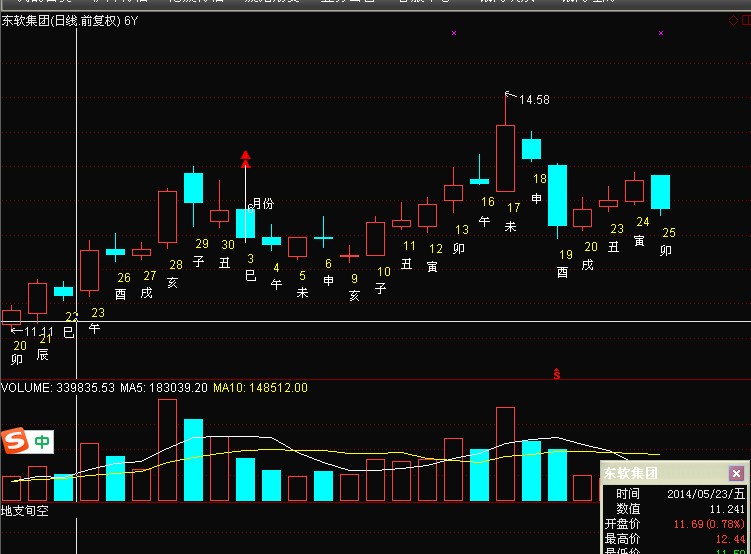 东软集团(日线.前复权) 6Y
14.58
月份
6
11.11
20 卯
21 辰
22 巳
23 午
26 酉
27 戌
28 亥
29 子
30 丑
3 巳
4 午
5 未
6 申
9 亥
10 子
11 丑
12 寅
13 卯
16 午
17 未
18 申
19 酉
20 戌
23 丑
24 寅
25 卯
S
VOLUME: 339835.53 MA5: 183039.20 MA10: 148512.00
S 中
地支旬空
东软集团
时间 2014/05/23/五
数值 11.241
开盘价 11.69(0.78%)
最高价 12.44
最低价 11.50